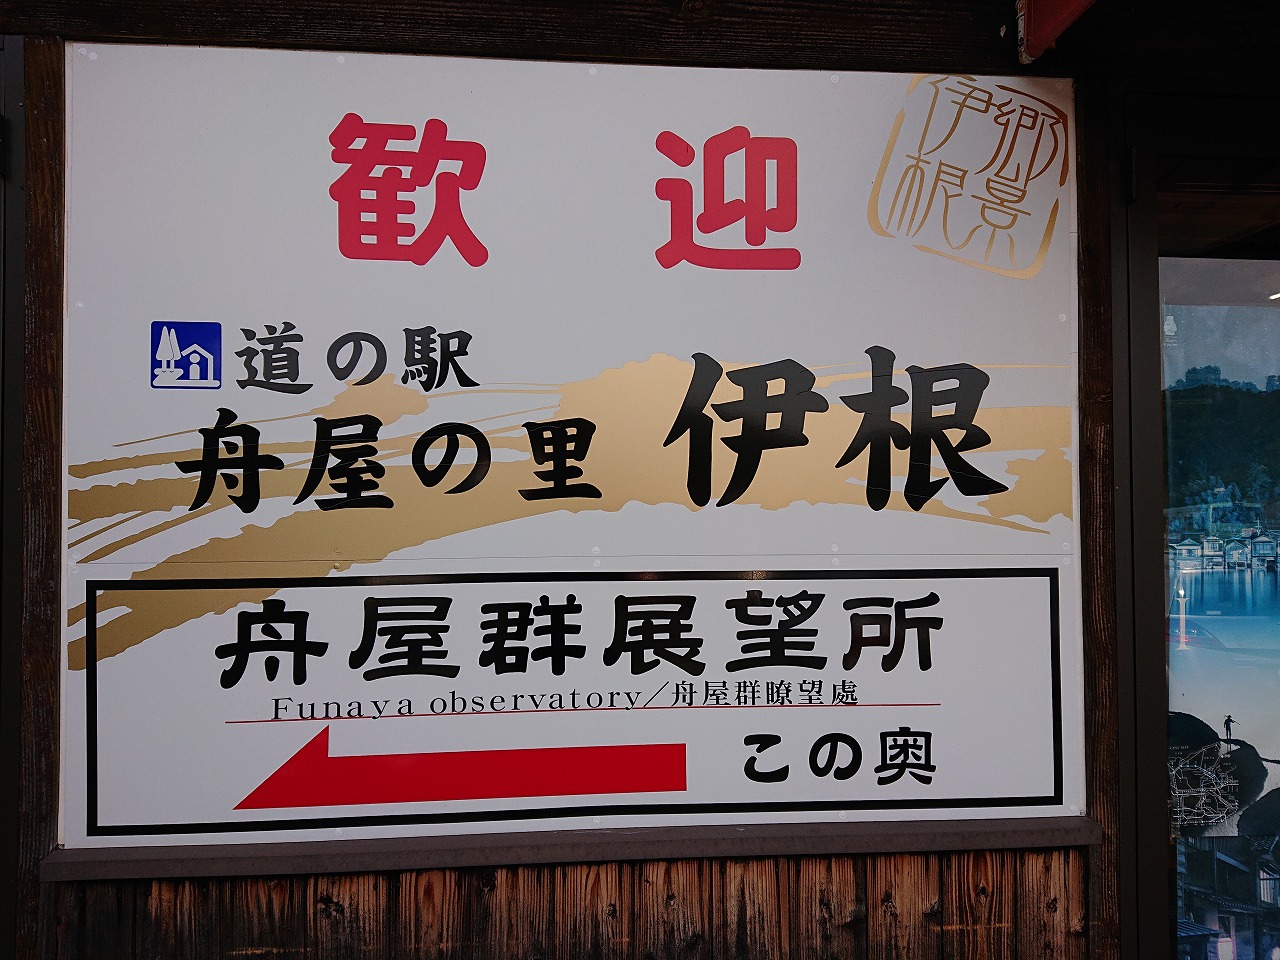 歓迎
郷景
伊根
道の駅
舟屋の里 伊根
舟屋群展望所
Funaya observatory／舟屋群瞭望處
この奥